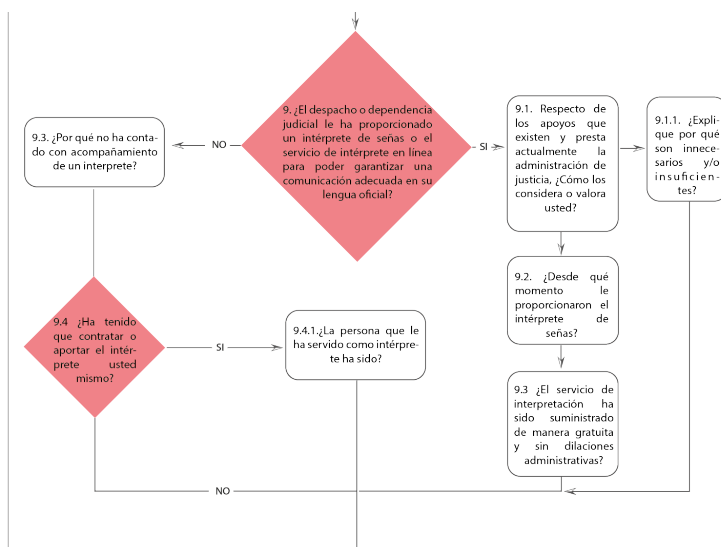 9. ¿El despacho o dependencia
judicial le ha proporcionado
un intérprete de señas o el
servicio de intérprete en línea
para poder garantizar una
comunicación adecuada en su
lengua oficial?
NO
SI
9.3. ¿Por qué no ha conta-
do con acompañamiento
de un interprete?
9.1. Respecto de
los apoyos que
existen y presta
actualmente la
administración de
justicia, ¿Cómo los
considera o valora
usted?
9.1.1. ¿Expli-
que por qué
son innece-
sarios y/o
insuficien-
tes?
9.2. ¿Desde qué
momento le
proporcionaron el
intérprete de
señas?
9.4 ¿Ha tenido
que contratar o
aportar el intér-
prete usted
mismo?
SI
9.4.1.¿La persona que le
ha servido como intérpre-
te ha sido?
9.3 ¿El servicio de
interpretación ha
sido suministrado
de manera gratuita
y sin dilaciones
administrativas?
NO